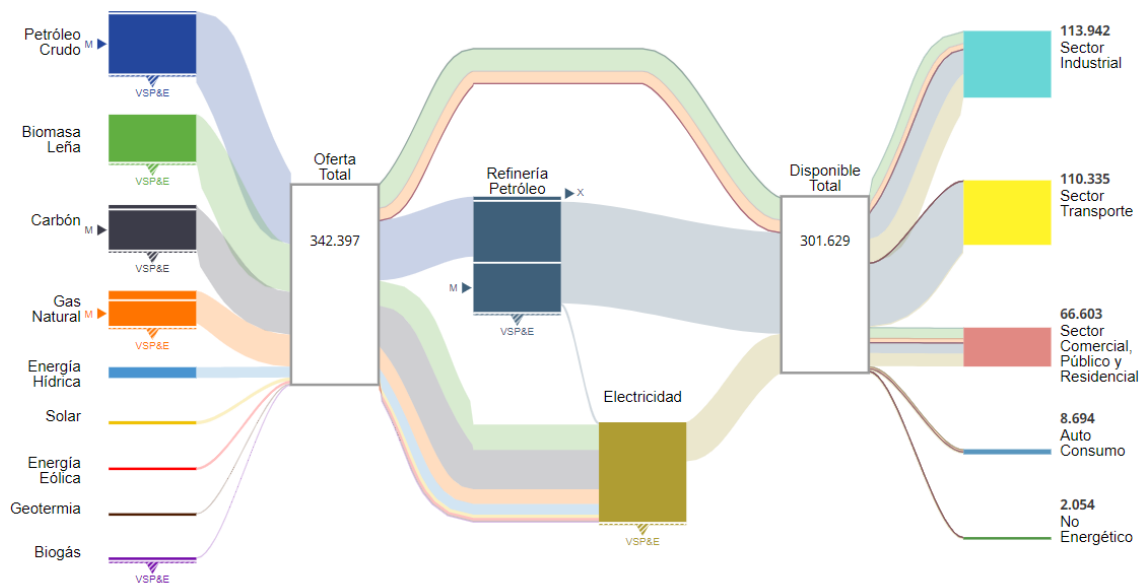 Petróleo
Crudo
M
VSP&E
Biomasa
Leña
VSP&E
Carbón
M
VSP&E
Gas
Natural
M
VSP&E
Energía
Hídrica
Solar
Energía
Eólica
Geotermia
Biogás
VSP&E
Oferta
Total
342.397
Refinería
Petróleo
X
M
VSP&E
Electricidad
VSP&E
Disponible
Total
301.629
113.942
Sector
Industrial
110.335
Sector
Transporte
66.603
Sector
Comercial,
Público y
Residencial
8.694
Auto
Consumo
2.054
No
Energético